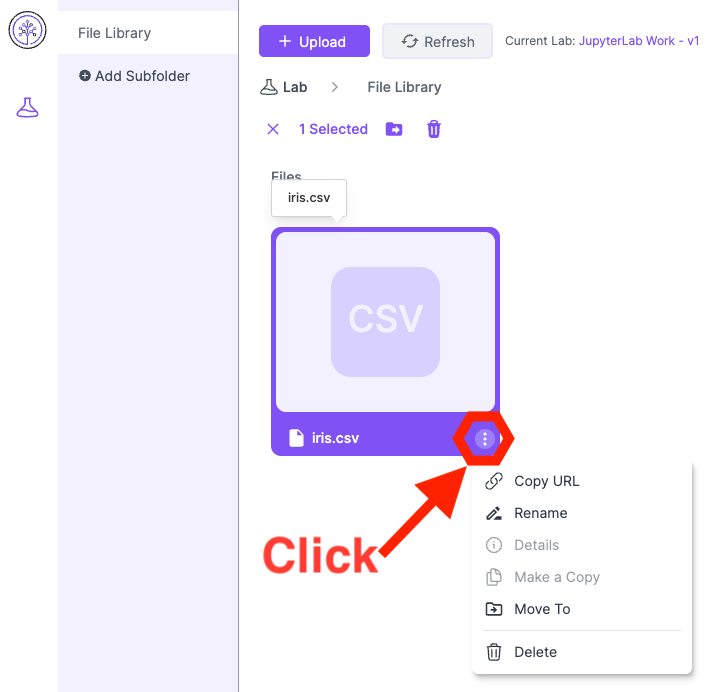 File Library
Add Subfolder
Upload
Refresh
Current Lab: JupyterLab Work - v1
Lab
File Library
1 Selected
Files
iris.csv
CSV
iris.csv
Click
Copy URL
Rename
Details
Make a Copy
Move To
Delete